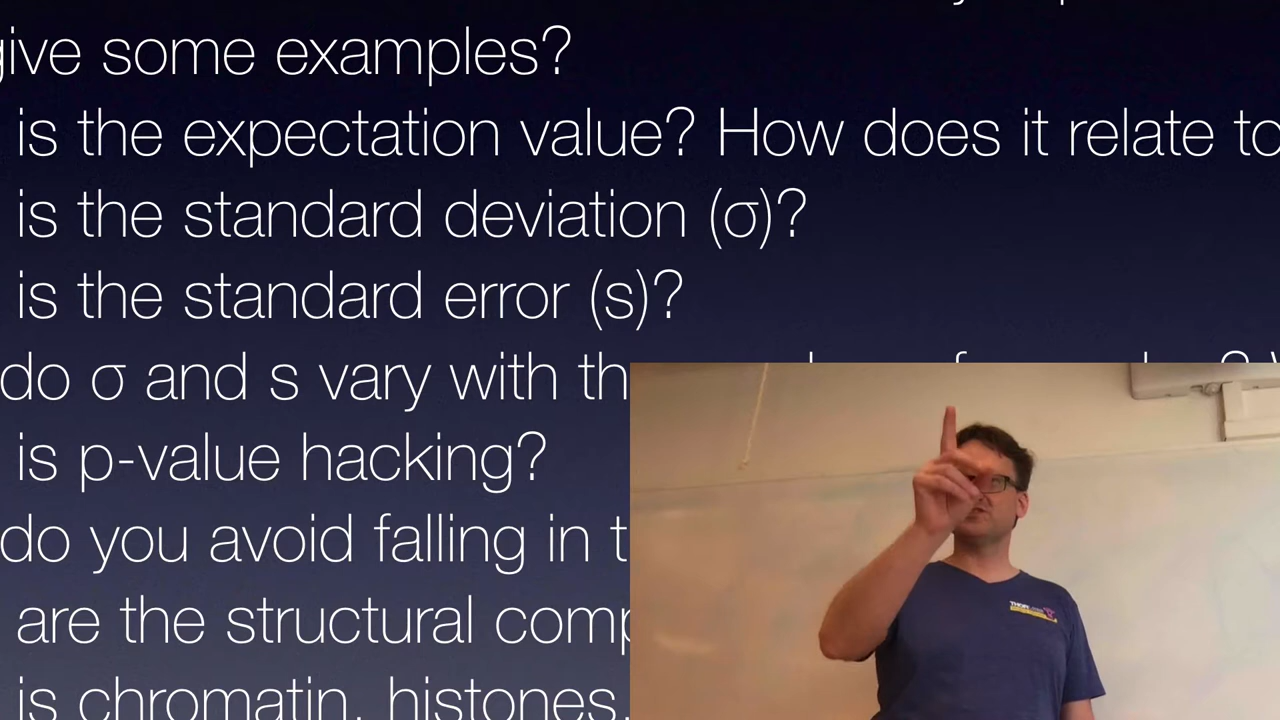 give some examples?
is the expectation value? How does it relate to
is the standard deviation (σ)?
is the standard error (s)?
do σ and s vary with th
is p-value hacking?
do you avoid falling in t
are the structural comp
is chromatin, histones,
THOR